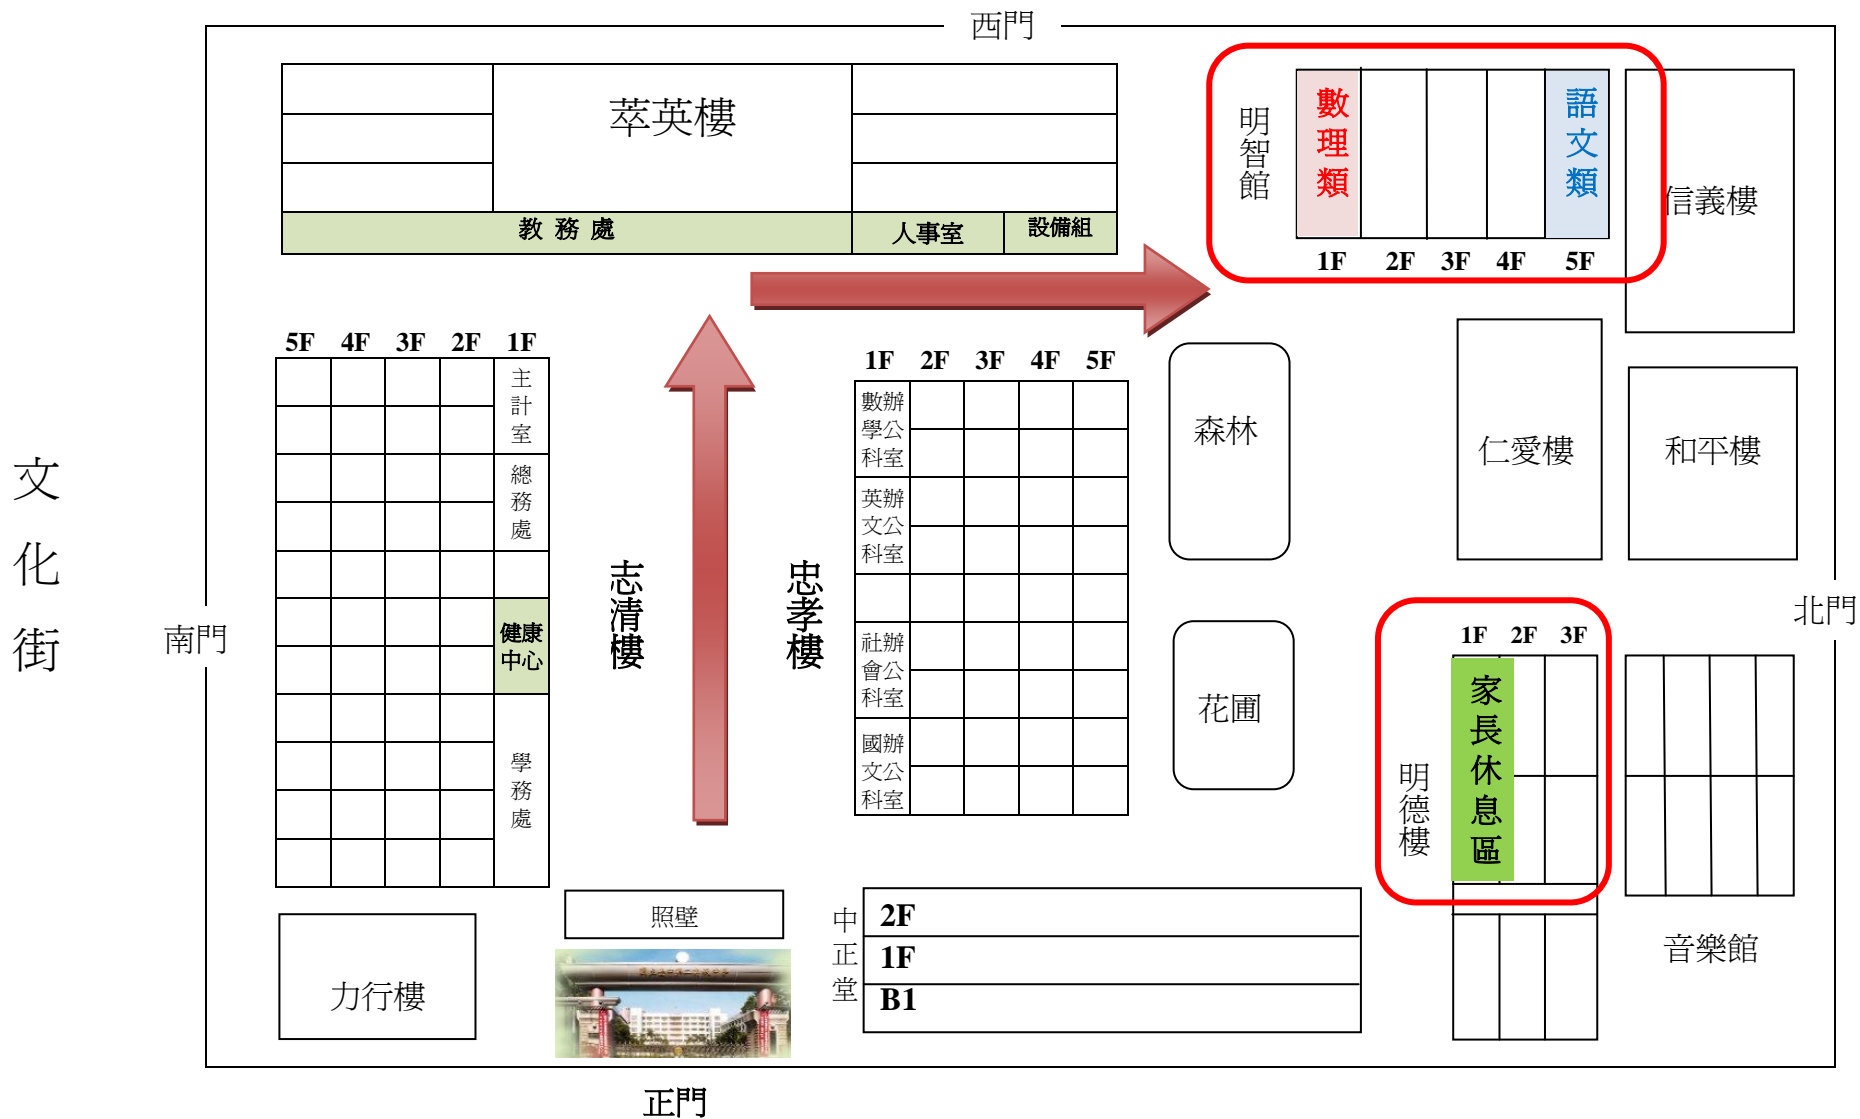 西門
萃英樓
教務處
人事室
設備組
明智館
數理類
語文類
1F 2F 3F 4F 5F
信義樓
5F 4F 3F 2F 1F
主計室
總務處
健康
中心
學務處
志清樓
忠孝樓
1F 2F 3F 4F 5F
數學科辦公室
英文科辦公室
社會科辦公室
國文科辦公室
森林
花圃
仁愛樓
和平樓
文化街
南門
北門
1F 2F 3F
家長休息區
明德樓
音樂館
力行樓
照壁
中正堂
2F
1F
B1
正門